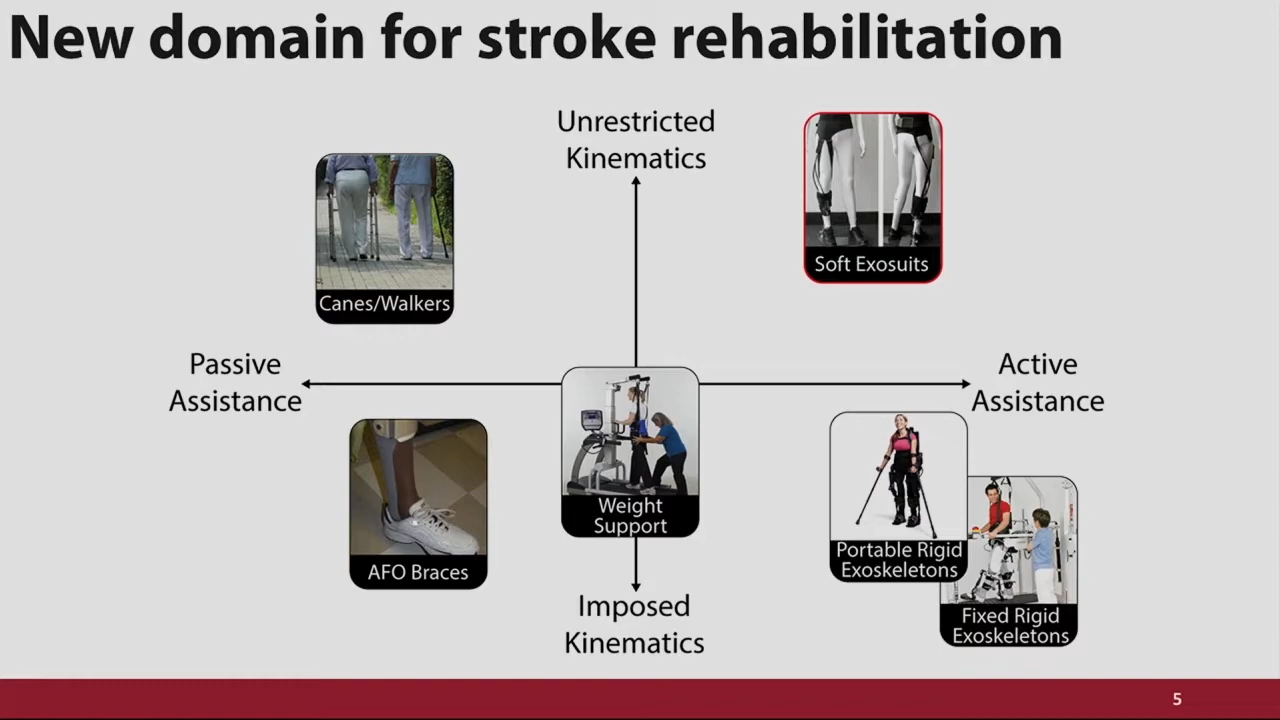 New domain for stroke rehabilitation
Unrestricted
Kinematics
Soft Exosuits
Canes/Walkers
Passive
Assistance
Active
Assistance
Weight
Support
AFO Braces
Portable Rigid
Exoskeletons
Fixed Rigid
Exoskeletons
Imposed
Kinematics
5